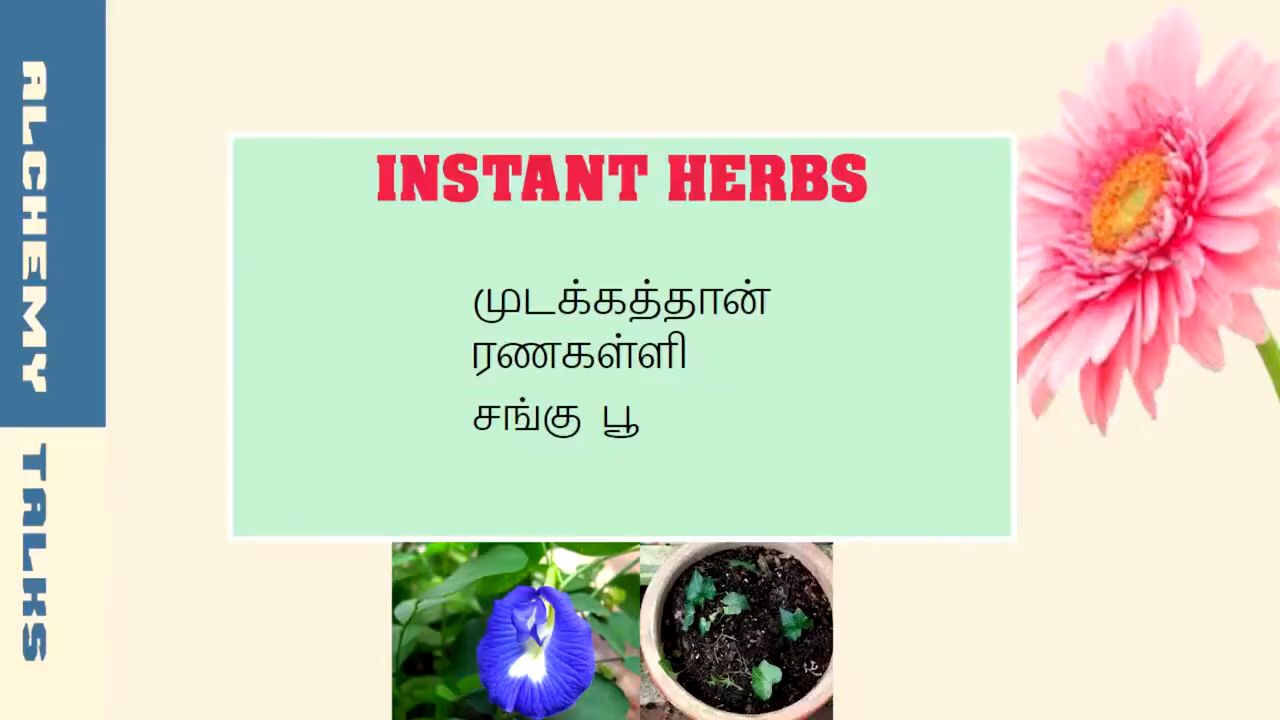 ALCHEMY TALKS
INSTANT HERBS
முடக்கத்தான்
ரணகள்ளி
சங்கு பூ